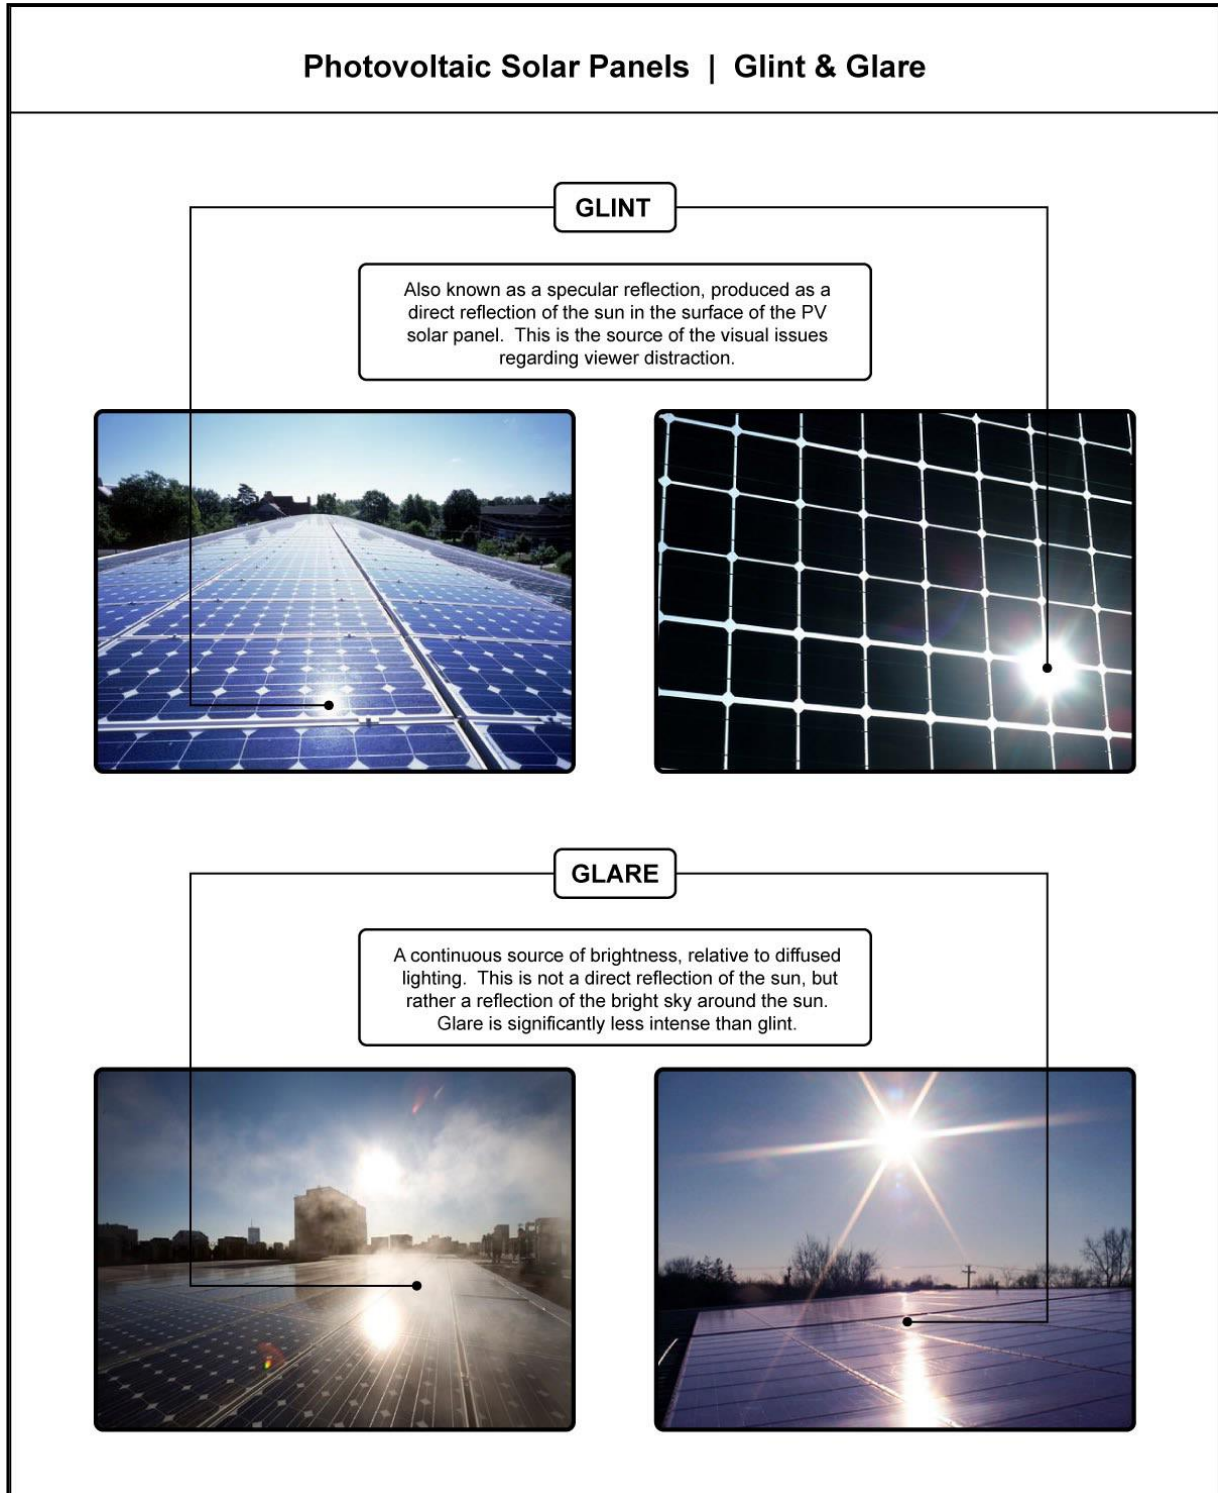 Photovoltaic Solar Panels | Glint & Glare
GLINT
Also known as a specular reflection, produced as a
direct reflection of the sun in the surface of the PV
solar panel. This is the source of the visual issues
regarding viewer distraction.
GLARE
A continuous source of brightness, relative to diffused
lighting. This is not a direct reflection of the sun, but
rather a reflection of the bright sky around the sun.
Glare is significantly less intense than glint.